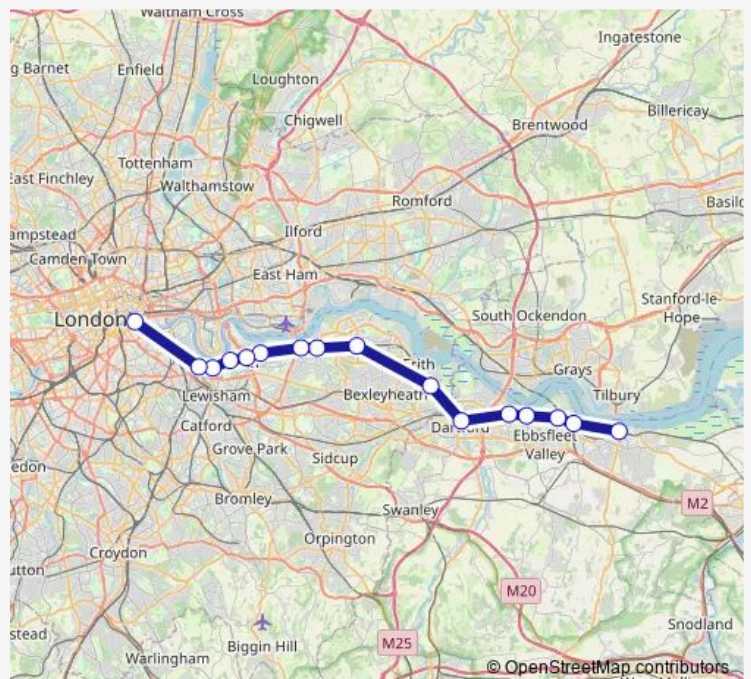 Waltham Cross
Ingatestone
g Barnet
Enfield
Loughton
Billericay
Chigwell
Brentwood
Tottenham
East Finchley
Walthamstow
Romford
Basild
ampstead
Ilford
Camden Town
East Ham
Stanford-le-
Hope
South Ockendon
London
Erith
Grays
Lewisham
Bexleyheath
Tilbury
Catford
Dartford
Ebbsfleet
Valley
Grove Park
Sidcup
edon
Bromley
Swanley
M2
Orpington
Croydon
utton
M20
Snodland
stead
Biggin Hill
M25
Warlingham
© OpenStreetMap contributors